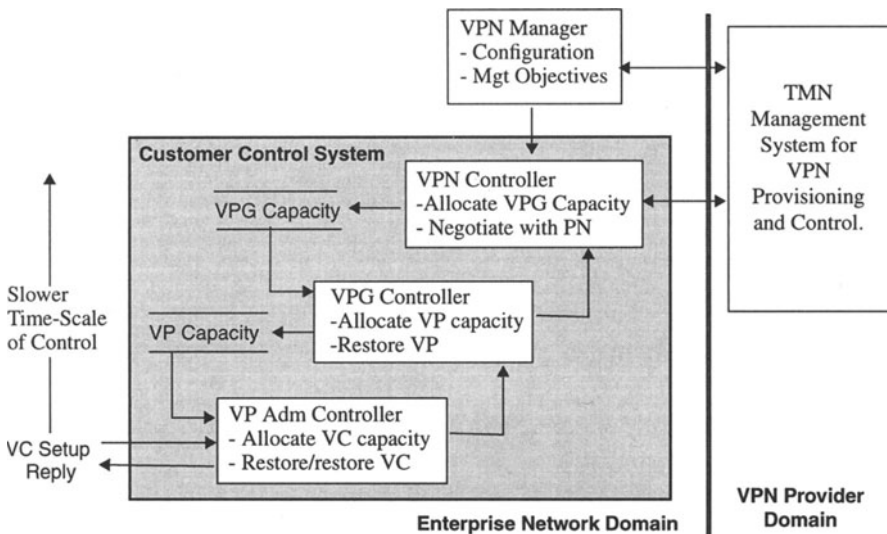 VPN Manager
- Configuration
- Mgt Objectives
TMN
Management
System for
VPN
Provisioning
and Control.
Customer Control System
VPN Controller
-Allocate VPG Capacity
- Negotiate with PN
VPG Capacity
Slower
Time-Scale
of Control
VPG Controller
-Allocate VP capacity
-Restore VP
VP Capacity
VP Adm Controller
- Allocate VC capacity
- Restore/restore VC
VC Setup
Reply
Enterprise Network Domain
VPN Provider
Domain